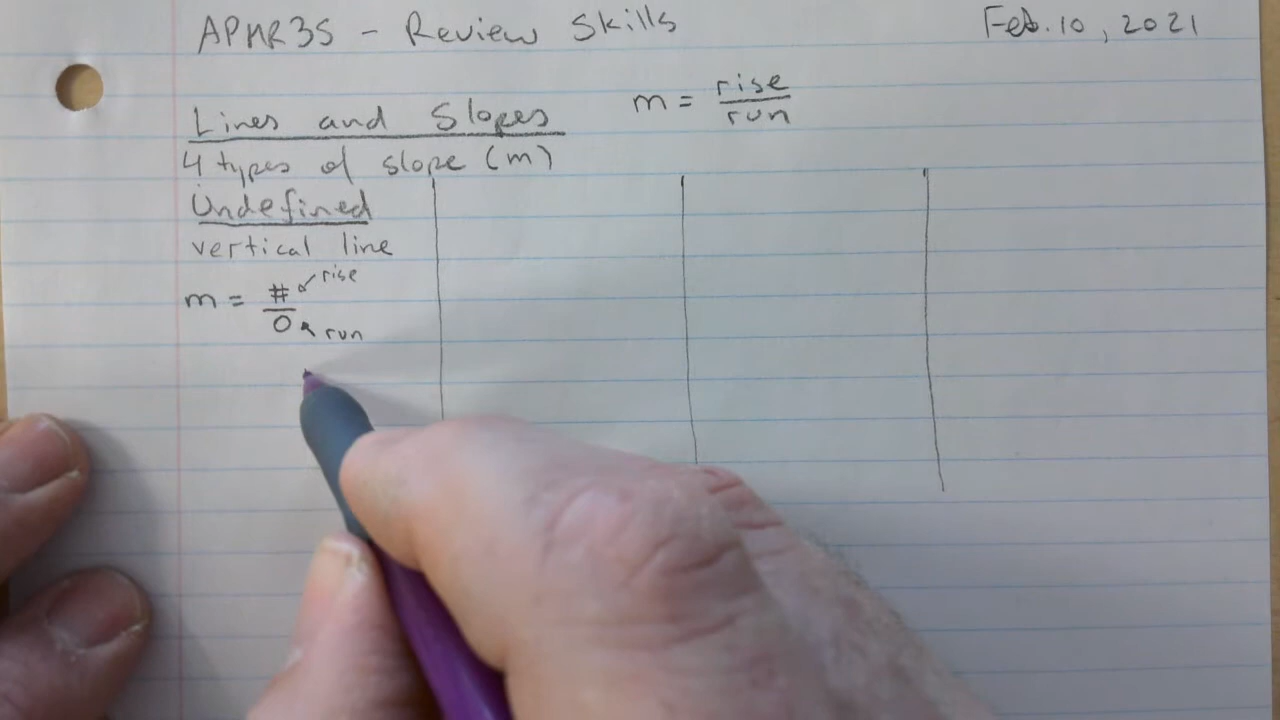 APMR3S - Review Skills
Feb. 10, 2021
Lines and Slopes
m = rise/run
4 types of slope (m)
Undefined
vertical line
m = #/0
rise
run